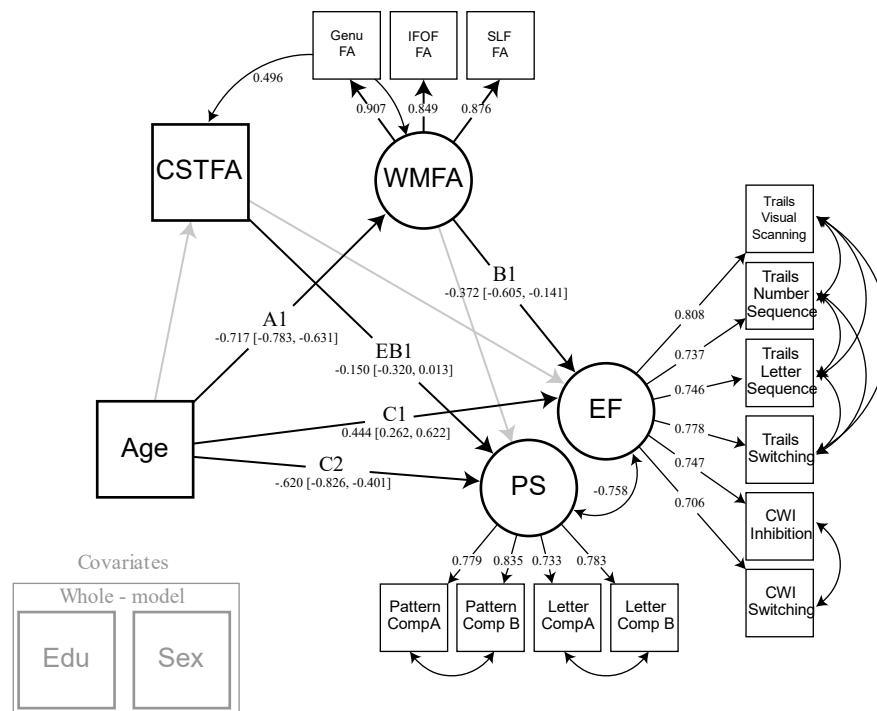 Genu
FA
IFOF
FA
SLF
FA
0.496
0.907
0.849
0.876
CSTFA
WMFA
Trails
Visual
Scanning
B1
-0.372 [-0.605, -0.141]
Trails
Number
Sequence
0.808
A1
-0.717 [-0.783, -0.631]
0.737
EB1
-0.150 [-0.320, 0.013]
Trails
Letter
Sequence
0.746
EF
C1
0.444 [0.262, 0.622]
0.778
Trails
Switching
Age
C2
-.620 [-0.826, -0.401]
0.747
PS
-0.758
0.706
CWI
Inhibition
0.779
0.835
0.733
0.783
CWI
Switching
Pattern
CompA
Pattern
Comp B
Letter
CompA
Letter
Comp B
Covariates
Whole - model
Edu
Sex